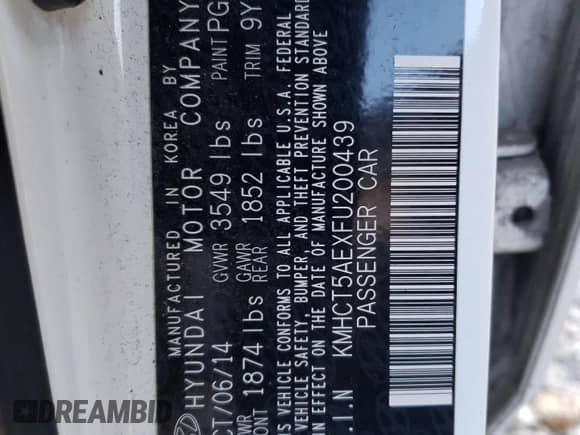 MANUFACTURED IN KOREA BY
HYUNDAI MOTOR COMPANY
CT/06/14 GVWR 3549 lbs PAINT PG
GAWR GAWR
FRONT 1874 lbs REAR 1852 lbs TRIM 9Y
THIS VEHICLE CONFORMS TO ALL APPLICABLE U.S.A. FEDERAL
VEHICLE SAFETY, BUMPER, AND THEFT PREVENTION STANDARD
IN EFFECT ON THE DATE OF MANUFACTURE SHOWN ABOVE
.I.N KMHCT5AEXFU200439
PASSENGER CAR
DREAMBID